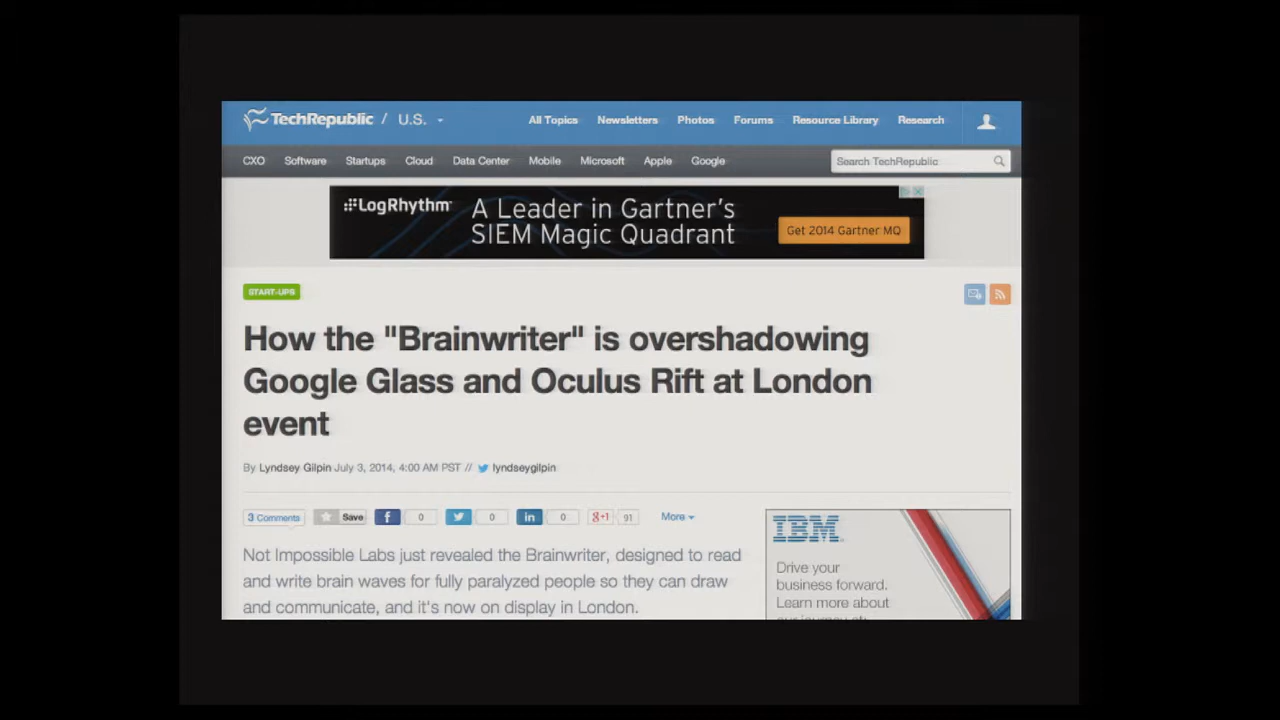 TechRepublic / U.S.
All Topics Newsletters Photos Forums Resource Library Research
CXO Software Startups Cloud Data Center Mobile Microsoft Apple Google
Search TechRepublic
LogRhythm
A Leader in Gartner's
SIEM Magic Quadrant
Get 2014 Gartner MQ
START-UPS
How the "Brainwriter" is overshadowing
Google Glass and Oculus Rift at London
event
By Lyndsey Gilpin July 3, 2014, 4:00 AM PST // lyndseygilpin
3 Comments Save f 0 0 in 0 g+1 91 More
Not Impossible Labs just revealed the Brainwriter, designed to read
and write brain waves for fully paralyzed people so they can draw
and communicate, and it's now on display in London.
IBM
Drive your
business forward.
Learn more about
our journey at: